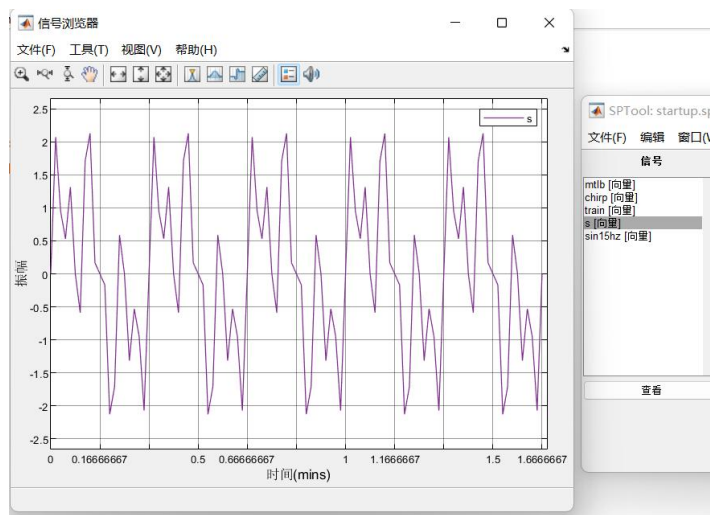 信号浏览器
文件(F) 工具(T) 视图(V) 帮助(H)
2.5
2
1.5
1
0.5
0
-0.5
-1
-1.5
-2
-2.5
振幅
s
0 0.16666667 0.5 0.66666667 1 1.1666667 1.5 1.6666667
时间(mins)
SPTool: startup.sp
文件(F) 编辑 窗口(V
信号
mtlb [向量]
chirp [向量]
train [向量]
s [向量]
sin15hz [向量]
查看